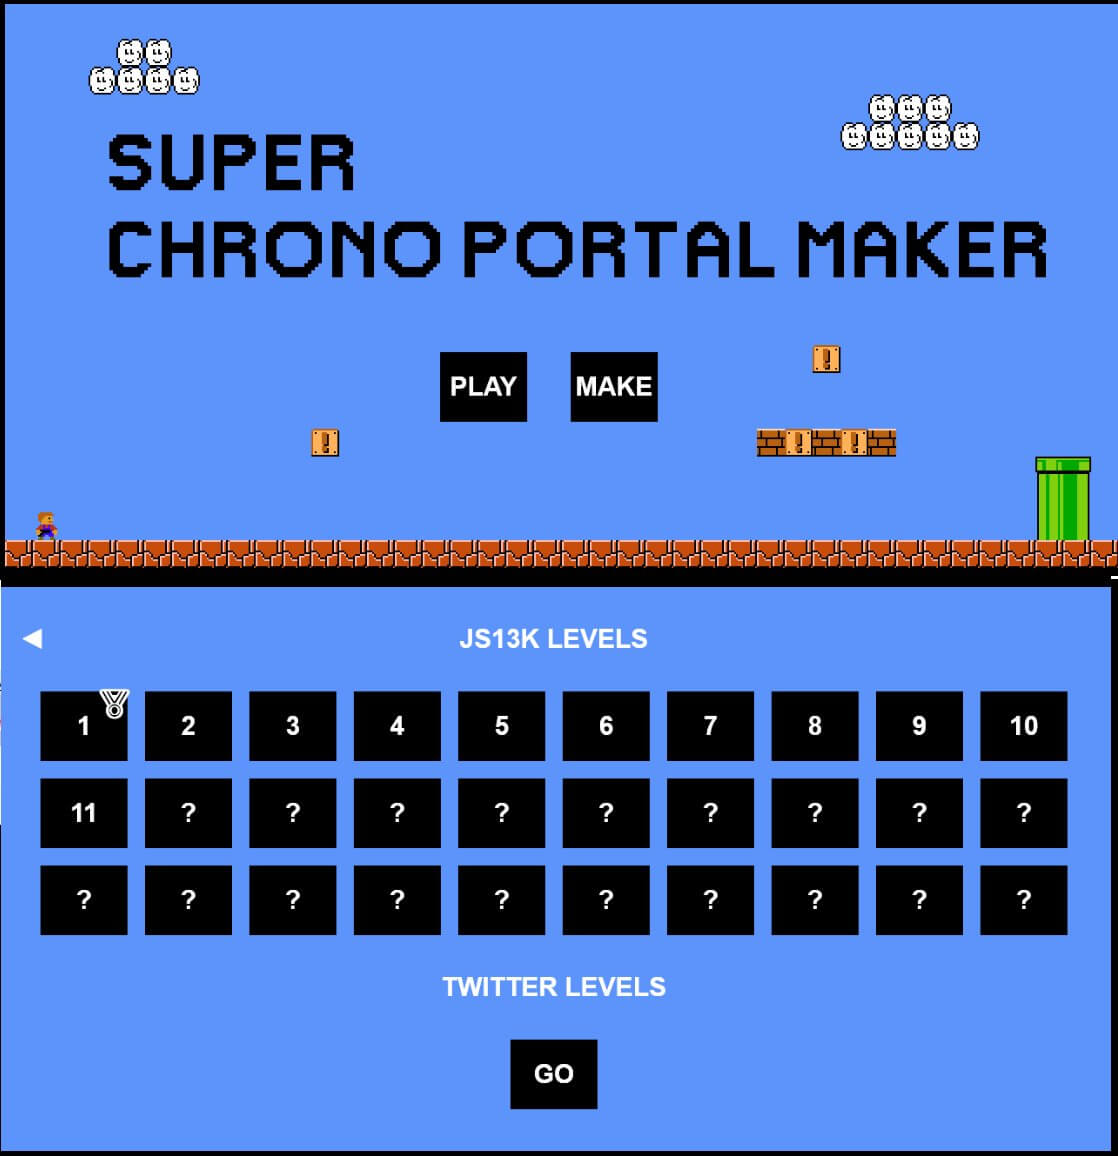 SUPER
CHRONO PORTAL MAKER
PLAY MAKE
! 
! ! !
JS13K LEVELS
1 2 3 4 5 6 7 8 9 10
11 ? ? ? ? ? ? ? ? ?
? ? ? ? ? ? ? ? ? ?
TWITTER LEVELS
GO